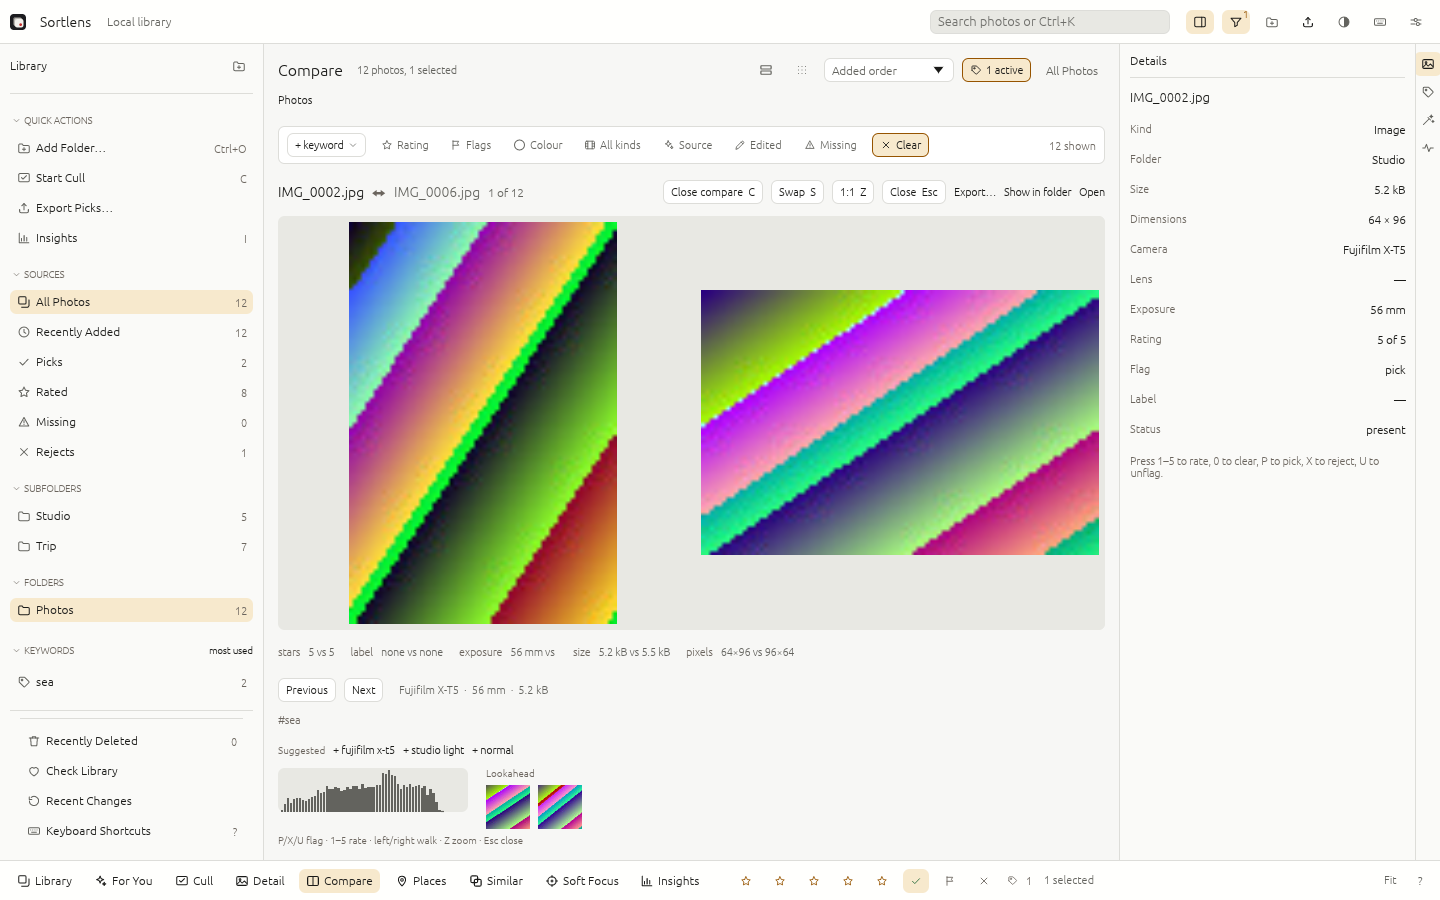 Sortlens Local library Search photos or Ctrl+K 1
Library
QUICK ACTIONS
Add Folder... Ctrl+O
Start Cull C
Export Picks...
Insights I
SOURCES
All Photos 12
Recently Added 12
Picks 2
Rated 8
Missing 0
Rejects 1
SUBFOLDERS
Studio 5
Trip 7
FOLDERS
Photos 12
KEYWORDS most used
sea 2
Recently Deleted 0
Check Library
Recent Changes
Keyboard Shortcuts ?
Compare 12 photos, 1 selected Added order 1 active All Photos
Photos
+ keyword Rating Flags Colour All kinds Source Edited Missing Clear 12 shown
IMG_0002.jpg IMG_0006.jpg 1 of 12 Close compare C Swap S 1:1 Z Close Esc Export... Show in folder Open
stars 5 vs 5 label none vs none exposure 56 mm vs size 5.2 kB vs 5.5 kB pixels 64×96 vs 96×64
Previous Next Fujifilm X-T5 · 56 mm · 5.2 kB
#sea
Suggested + fujifilm x-t5 + studio light + normal
Lookahead
P/X/U flag · 1–5 rate · left/right walk · Z zoom · Esc close
Details
IMG_0002.jpg
Kind Image
Folder Studio
Size 5.2 kB
Dimensions 64 × 96
Camera Fujifilm X-T5
Lens —
Exposure 56 mm
Rating 5 of 5
Flag pick
Label —
Status present
Press 1–5 to rate, 0 to clear, P to pick, X to reject, U to
unflag.
Library For You Cull Detail Compare Places Similar Soft Focus Insights 1 1 selected Fit ?